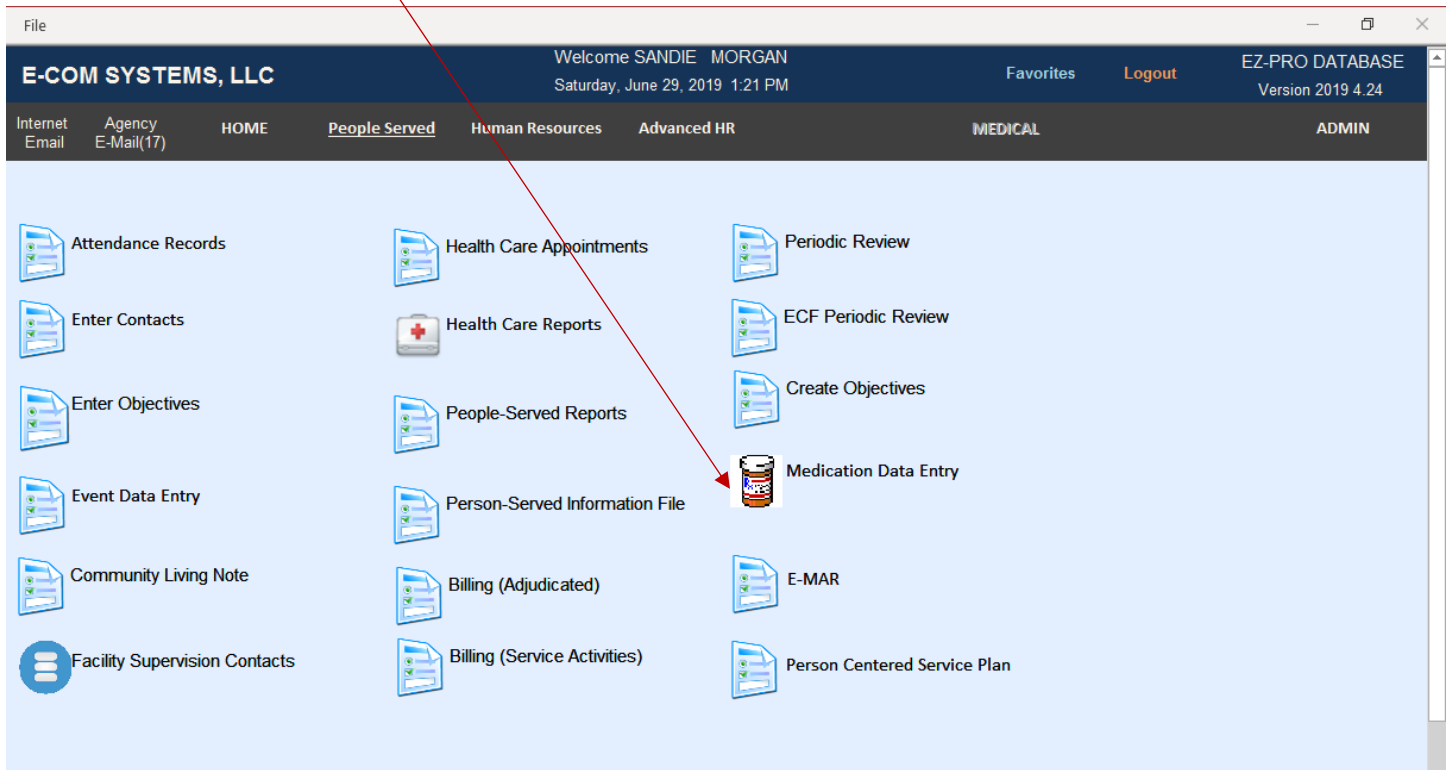 File
E-COM SYSTEMS, LLC
Welcome SANDIE MORGAN
Saturday, June 29, 2019 1:21 PM
Favorites
Logout
EZ-PRO DATABASE
Version 2019 4.24
Internet
Email
Agency
E-Mail(17)
HOME
People Served
Human Resources
Advanced HR
MEDICAL
ADMIN
Attendance Records
Health Care Appointments
Periodic Review
Enter Contacts
Health Care Reports
ECF Periodic Review
Enter Objectives
People-Served Reports
Create Objectives
Event Data Entry
Person-Served Information File
Medication Data Entry
Community Living Note
Billing (Adjudicated)
E-MAR
Facility Supervision Contacts
Billing (Service Activities)
Person Centered Service Plan